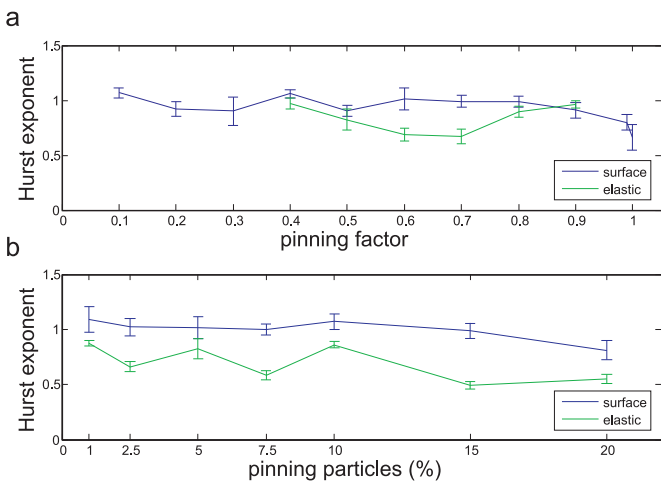 a
1.5
1
0.5
0
Hurst exponent
surface
elastic
0 0.1 0.2 0.3 0.4 0.5 0.6 0.7 0.8 0.9 1
pinning factor
b
1.5
1
0.5
0
Hurst exponent
surface
elastic
0 1 2.5 5 7.5 10 15 20
pinning particles (%)